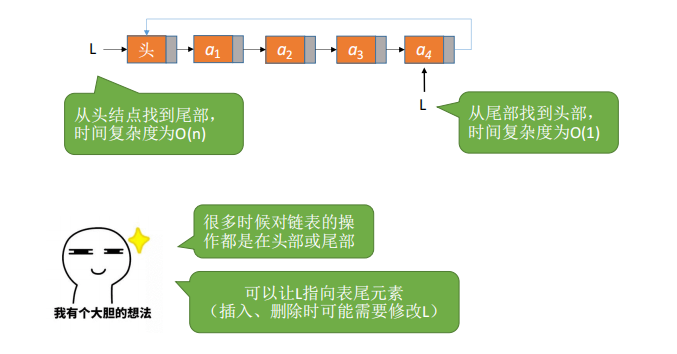 L
头
a1
a2
a3
a4
从头结点找到尾部，
时间复杂度为O(n)
L
从尾部找到头部，
时间复杂度为O(1)
很多时候对链表的操
作都是在头部或尾部
可以让L指向表尾元素
（插入、删除时可能需要修改L）
我有个大胆的想法